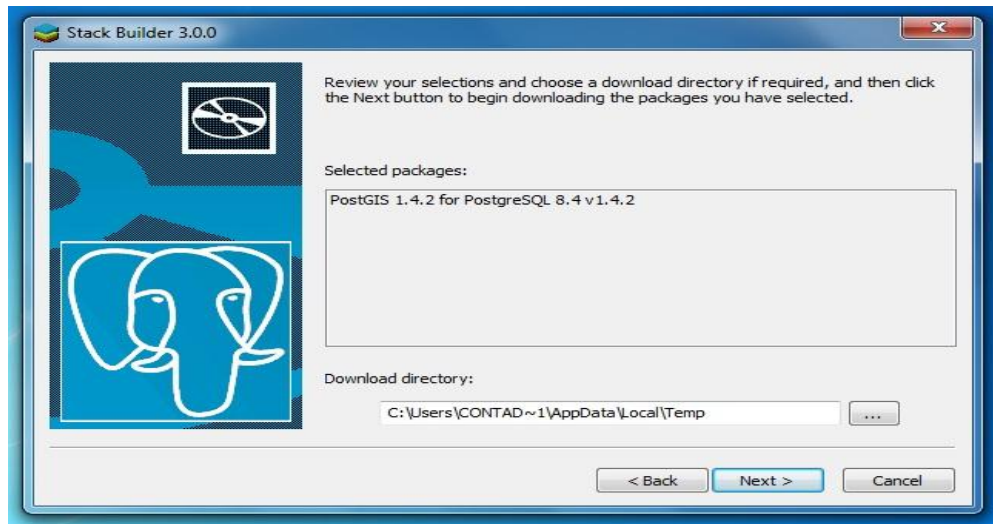 Stack Builder 3.0.0
Review your selections and choose a download directory if required, and then click
the Next button to begin downloading the packages you have selected.
Selected packages:
PostGIS 1.4.2 for PostgreSQL 8.4 v1.4.2
Download directory:
C:\Users\CONTAD~1\AppData\Local\Temp
...
< Back
Next >
Cancel